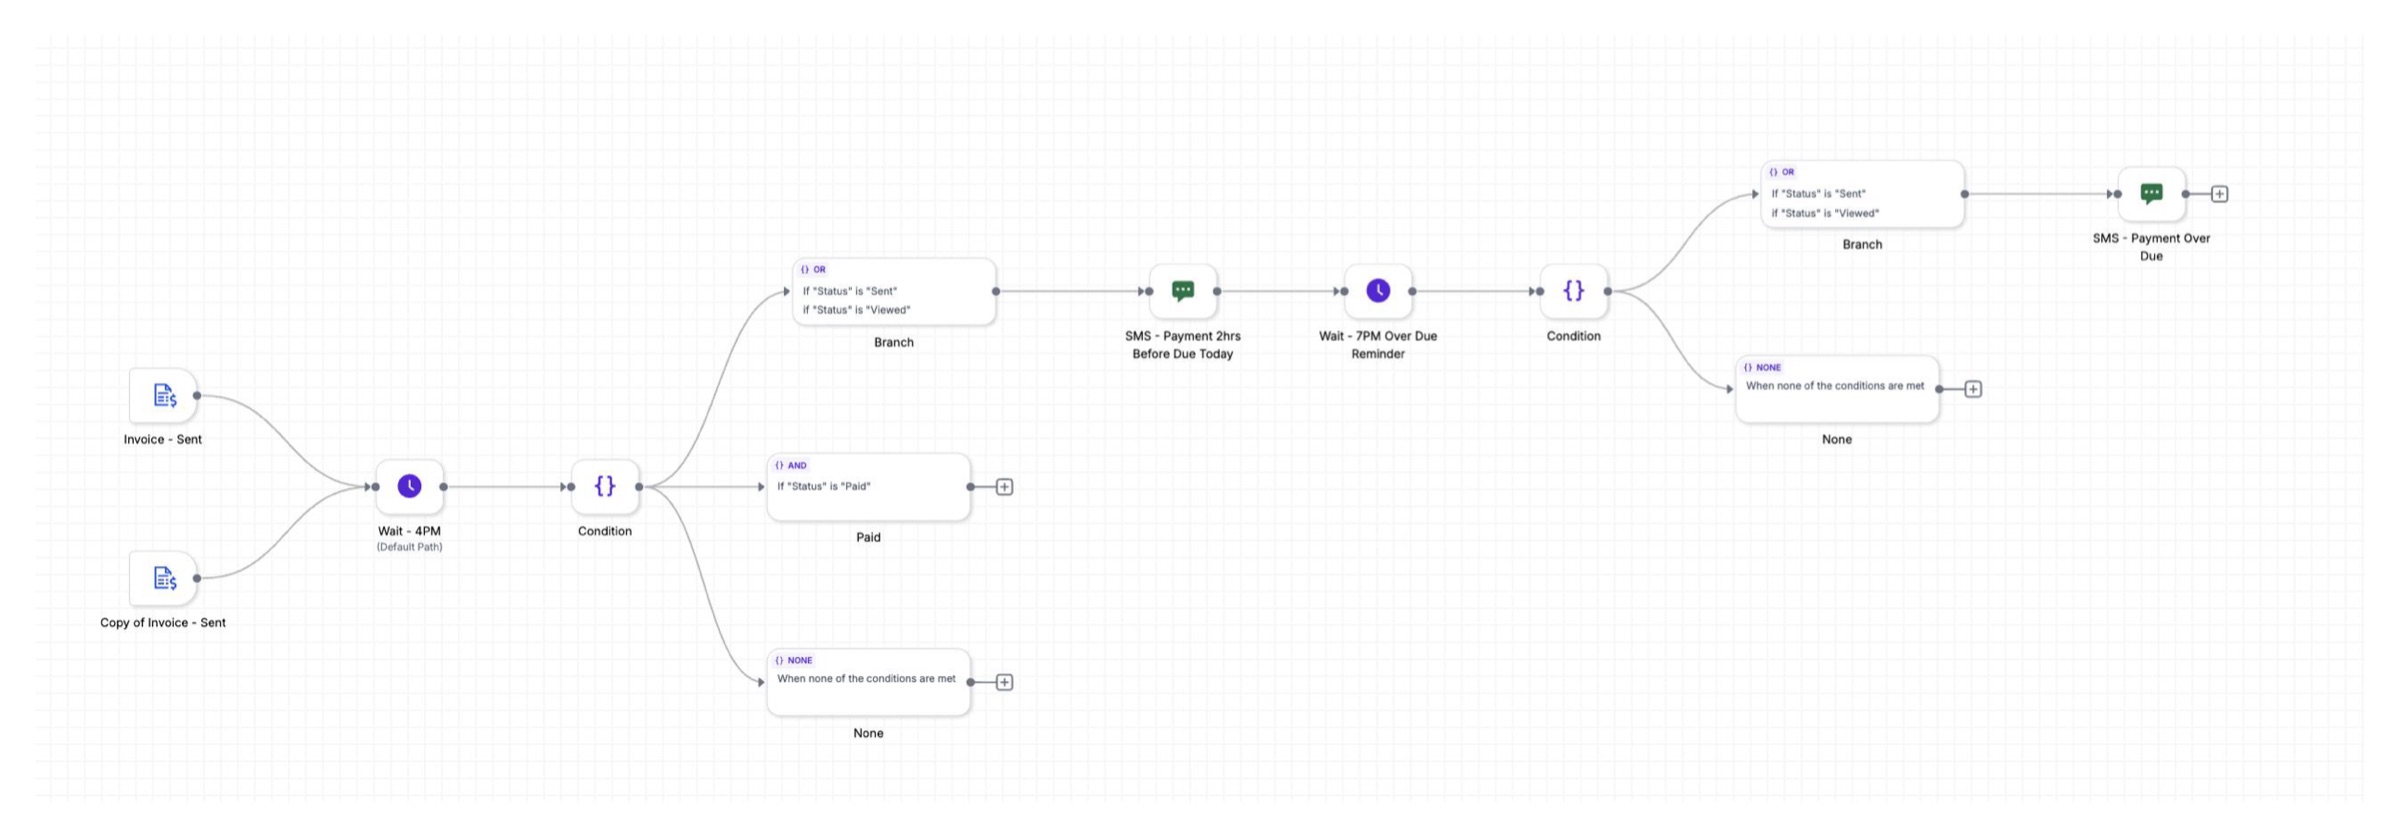 Invoice - Sent
Copy of Invoice - Sent
Wait - 4PM
(Default Path)
Condition
{} OR
If "Status" is "Sent"
if "Status" is "Viewed"
Branch
{} AND
If "Status" is "Paid"
Paid
{} NONE
When none of the conditions are met
None
SMS - Payment 2hrs
Before Due Today
Wait - 7PM Over Due
Reminder
{}
Condition
{} OR
If "Status" is "Sent"
if "Status" is "Viewed"
Branch
{} NONE
When none of the conditions are met
None
SMS - Payment Over
Due